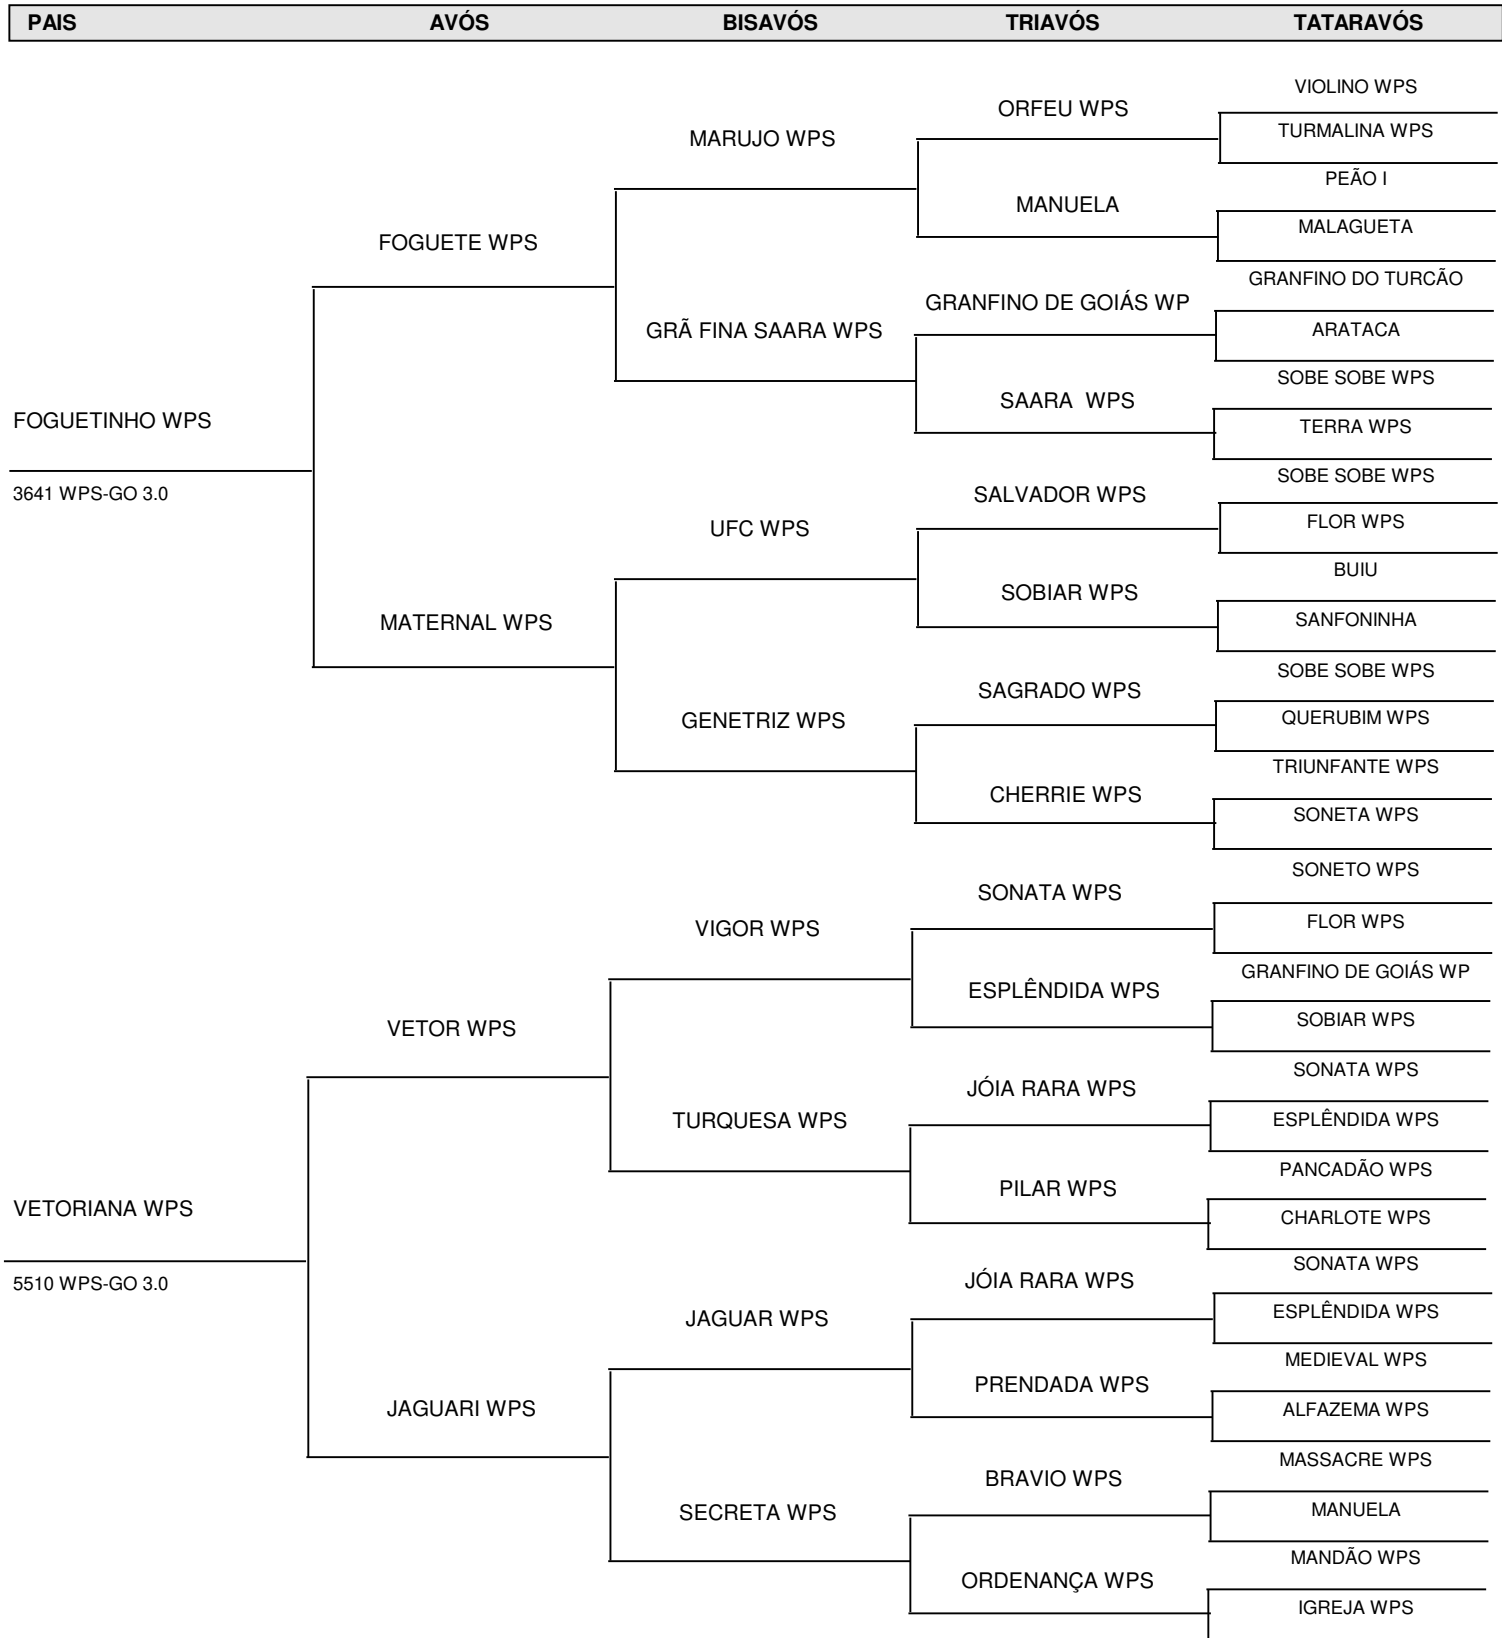 PAIS AVÓS BISAVÓS TRIAVÓS TATARAVÓS
VIOLINO WPS
ORFEU WPS
TURMALINA WPS
MARUJO WPS
PEÃO I
MANUELA
MALAGUETA
FOGUETE WPS
GRANFINO DO TURCÃO
GRANFINO DE GOIÁS WP
GRÃ FINA SAARA WPS
ARATACA
SOBE SOBE WPS
SAARA WPS
FOGUETINHO WPS
TERRA WPS
SOBE SOBE WPS
3641 WPS-GO 3.0
SALVADOR WPS
FLOR WPS
UFC WPS
BUIU
SOBIAR WPS
SANFONINHA
MATERNAL WPS
SOBE SOBE WPS
SAGRADO WPS
QUERUBIM WPS
GENETRIZ WPS
TRIUNFANTE WPS
CHERRIE WPS
SONETA WPS
SONETO WPS
SONATA WPS
FLOR WPS
VIGOR WPS
GRANFINO DE GOIÁS WP
ESPLÊNDIDA WPS
SOBIAR WPS
VETOR WPS
SONATA WPS
JÓIA RARA WPS
ESPLÊNDIDA WPS
TURQUESA WPS
PANCADÃO WPS
PILAR WPS
VETORIANA WPS
CHARLOTE WPS
SONATA WPS
5510 WPS-GO 3.0
JÓIA RARA WPS
ESPLÊNDIDA WPS
JAGUAR WPS
MEDIEVAL WPS
PRENDADA WPS
JAGUARI WPS
ALFAZEMA WPS
MASSACRE WPS
BRAVIO WPS
MANUELA
SECRETA WPS
MANDÃO WPS
ORDENANÇA WPS
IGREJA WPS